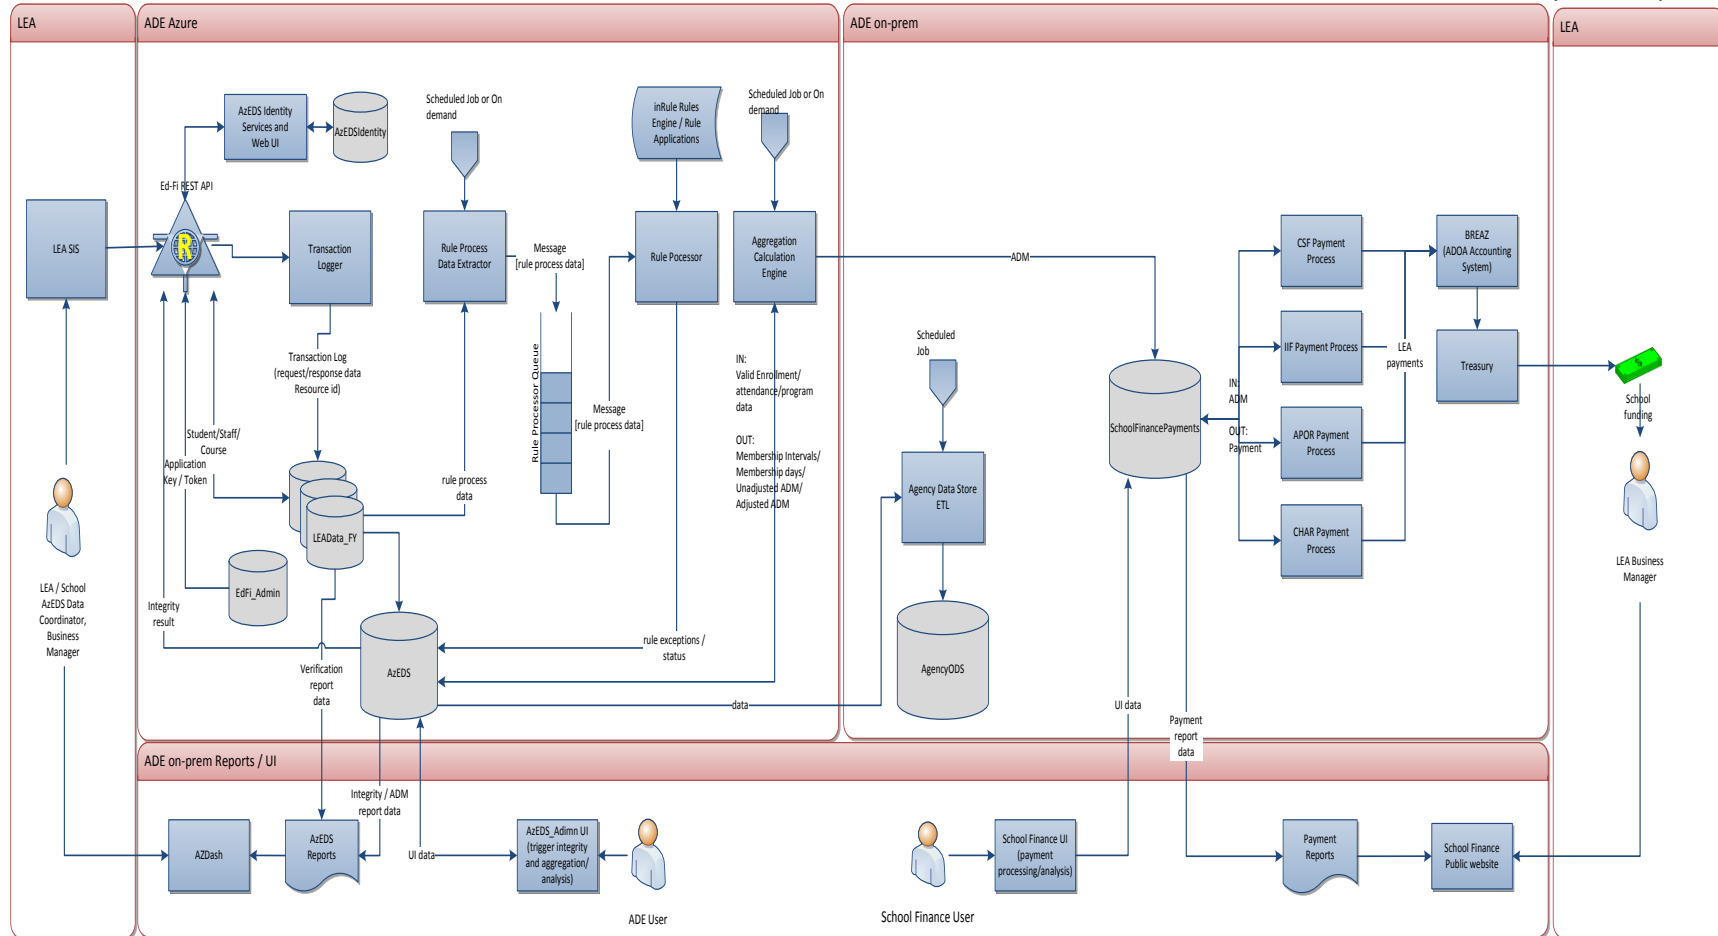 LEA
ADE Azure
ADE on-prem
LEA
AzEDS Identity
Services and
Web UI
AzEDSIdentity
Scheduled Job or On
demand
inRule Rules
Engine / Rule
Applications
Scheduled Job or On
demand
Ed-Fi REST API
R
LEA SIS
Transaction
Logger
Rule Process
Data Extractor
Message
[rule process data]
Rule Pocessor
Aggregation
Calculation
Engine
ADM
CSF Payment
Process
BREAZ
(ADOA Accounting
System)
Transaction Log
(request/response data
Resource id)
Rule Processor Queue
IN:
Valid Enrollment/
attendance/program
data
OUT:
Membership Intervals/
Membership days/
Unadjusted ADM/
Adjusted ADM
Scheduled
Job
IIF Payment Process
LEA
payments
Treasury
School
funding
Message
[rule process data]
SchoolFinancePayments
IN:
ADM
OUT:
Payment
APOR Payment
Process
Student/Staff/
Course
Application
Key / Token
rule process
data
LEAData_FY
Agency Data Store
ETL
CHAR Payment
Process
LEA Business
Manager
LEA / School
AzEDS Data
Coordinator,
Business
Manager
EdFi_Admin
Integrity
result
rule exceptions /
status
AzEDS
AgencyODS
Verification
report
data
data
UI data
Payment
report
data
ADE on-prem Reports / UI
Integrity / ADM
report data
AZDash
AzEDS
Reports
UI data
AzEDS_Adimn UI
(trigger integrity
and aggregation/
analysis)
ADE User
School Finance User
School Finance UI
(payment
processing/analysis)
Payment
Reports
School Finance
Public website